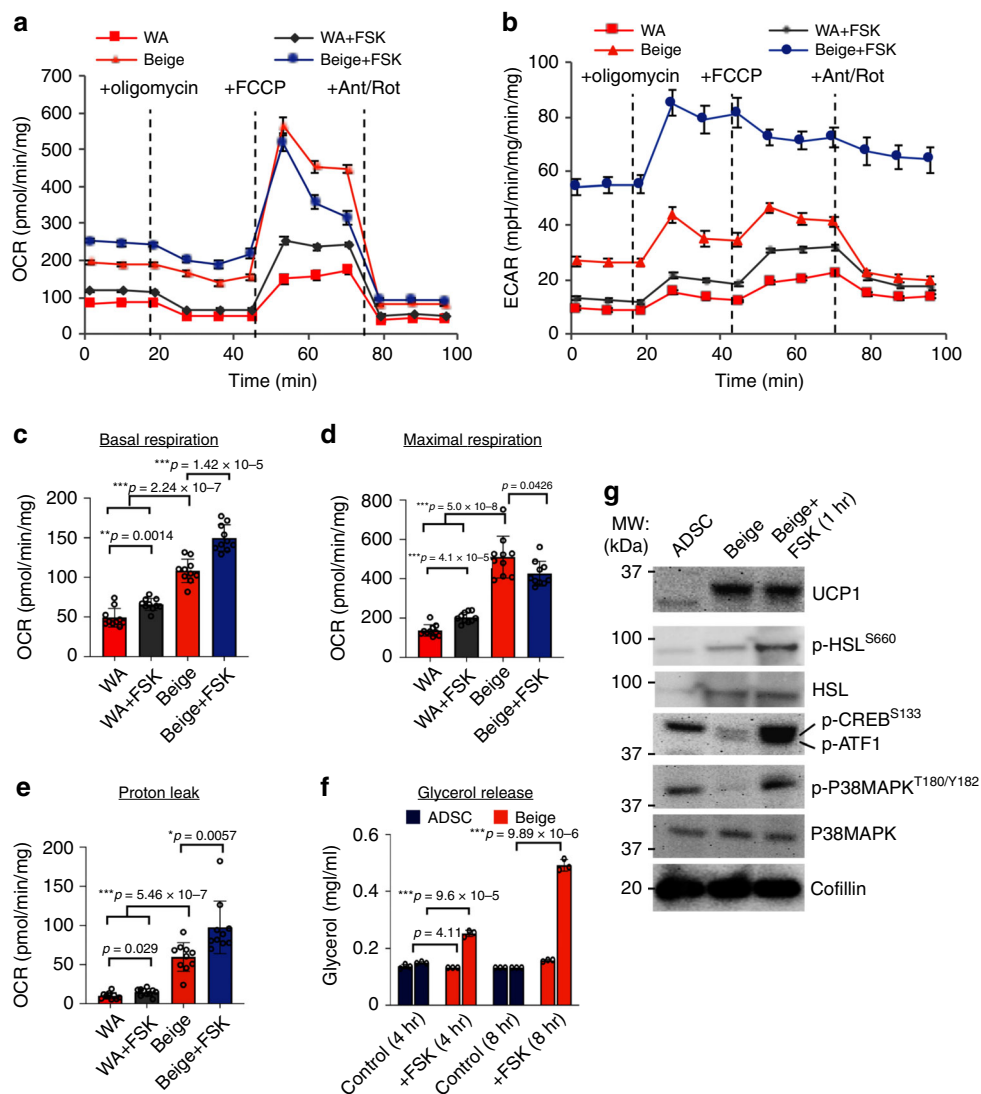 a
WA
WA+FSK
Beige
Beige+FSK
700
600
500
400
300
200
100
0
+oligomycin
+FCCP
+Ant/Rot
OCR (pmol/min/mg)
0
20
40
60
80
100
Time (min)
b
WA
WA+FSK
Beige
Beige+FSK
+oligomycin
+FCCP
+Ant/Rot
100
80
60
40
20
0
ECAR (mpH/min/mg/min/mg)
0
20
40
60
80
100
Time (min)
c
Basal respiration
***p = 1.42 × 10–5
***p = 2.24 × 10–7
**p = 0.0014
200
150
100
50
0
OCR (pmol/min/mg)
WA
WA+FSK
Beige
Beige+FSK
d
Maximal respiration
p = 0.0426
***p = 5.0 × 10–8
***p = 4.1 × 10–5
800
600
400
200
0
OCR (pmol/min/mg)
WA
WA+FSK
Beige
Beige+FSK
e
Proton leak
*p = 0.0057
***p = 5.46 × 10–7
p = 0.029
200
150
100
50
0
OCR (pmol/min/mg)
WA
WA+FSK
Beige
Beige+FSK
f
Glycerol release
ADSC
Beige
***p = 9.89 × 10–6
***p = 9.6 × 10–5
p = 4.11
0.6
0.4
0.2
0
Glycerol (mgl/ml)
Control (4 hr)
+FSK (4 hr)
Control (8 hr)
+FSK (8 hr)
g
MW:
(kDa)
ADSC
Beige
Beige+
FSK (1 hr)
37
UCP1
100
p-HSLS660
100
HSL
p-CREBS133
p-ATF1
37
p-P38MAPKT180/Y182
37
P38MAPK
37
20
Cofillin